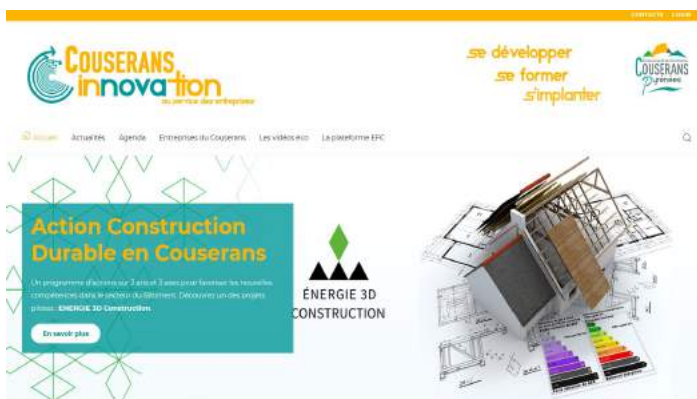 CONTACTS LOGIN
COUSERANS
innovation
au service des entreprises
se développer
se former
s'implanter
COUSERANS
Pyrénées
Accueil Actualités Agenda Entreprises du Couserans Les vidéos éco La plateforme EFC
Action Construction
Durable en Couserans
Un programme d'actions sur 3 ans et 3 axes pour favoriser les nouvelles
compétences dans le secteur du Bâtiment. Découvrez un des projets
phares : ENERGIE 3D Construction.
En savoir plus
ÉNERGIE 3D
CONSTRUCTION